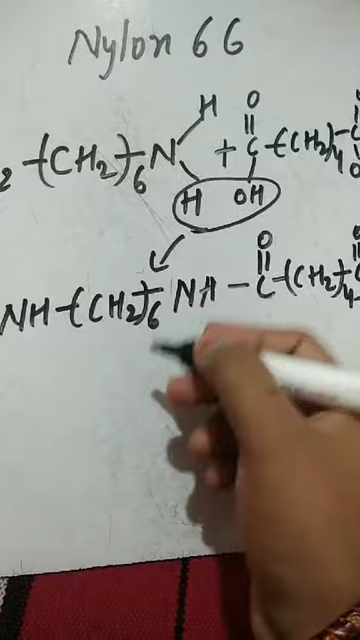 Nylon 66
H O
2 -(CH2)-6 N + C -(CH2)4- C
H OH O
O
NH -(CH2)-6 NH - C -(CH2)-4 C